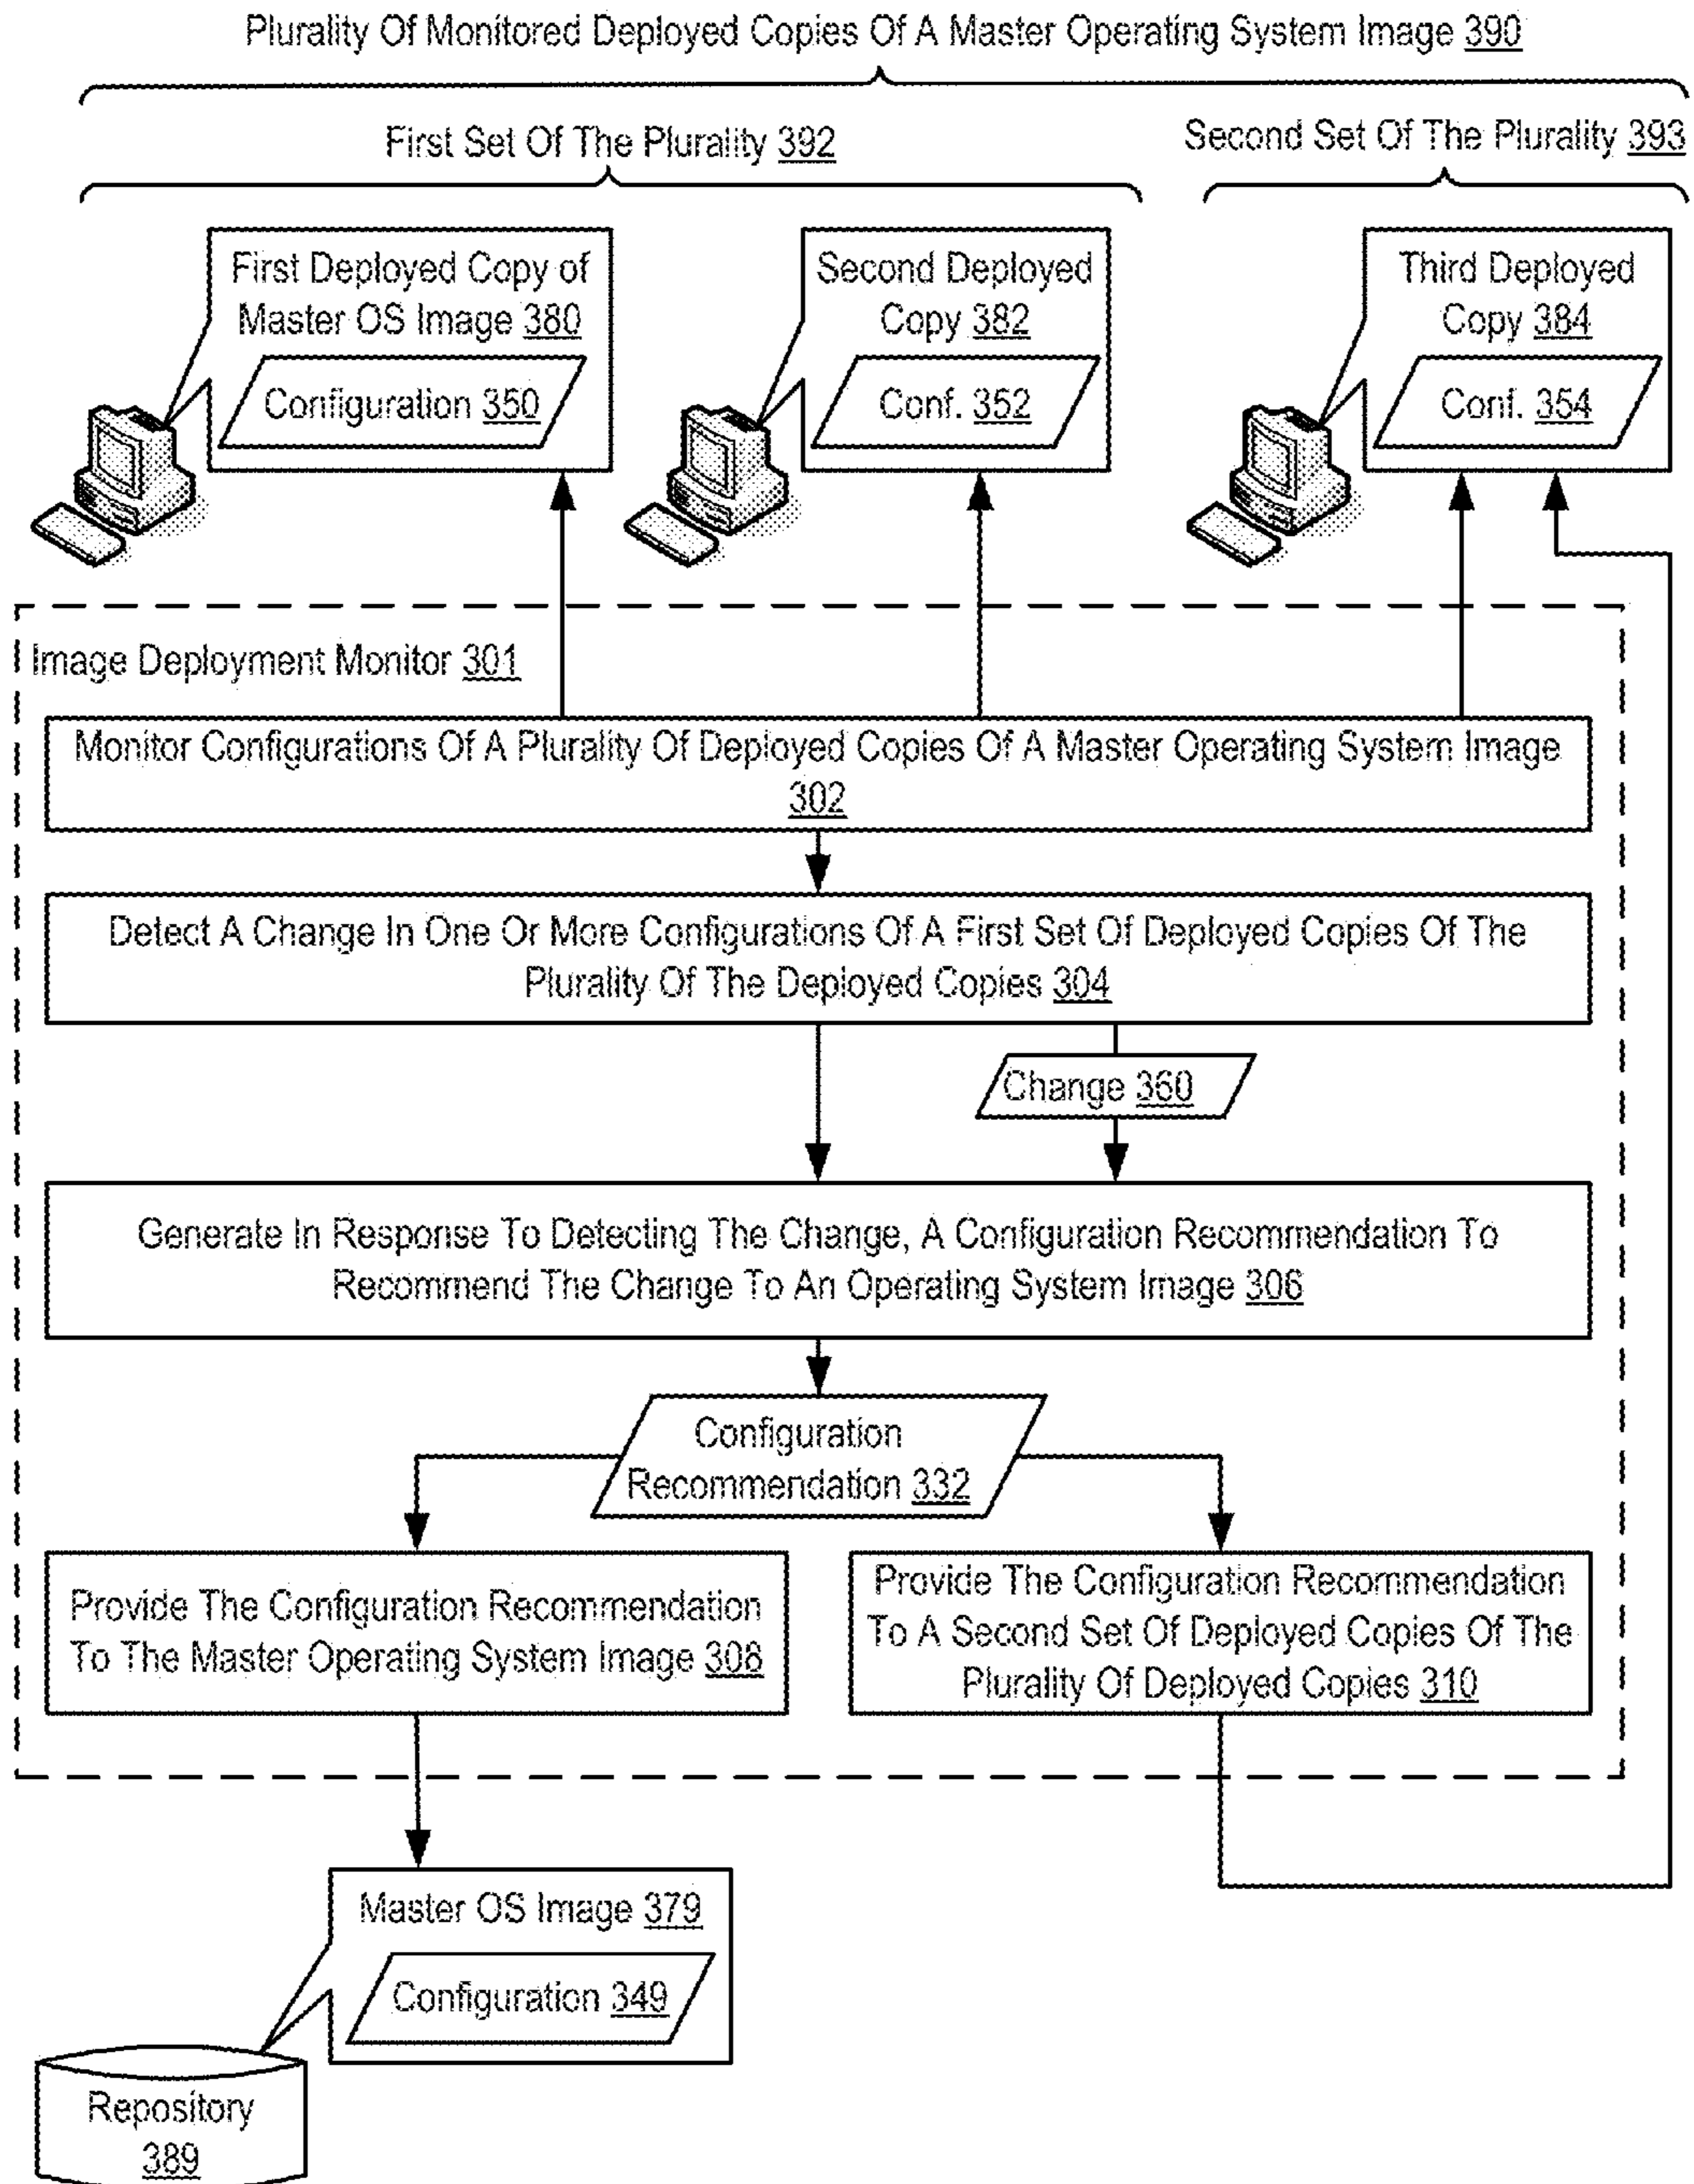 Plurality Of Monitored Deployed Copies Of A Master Operating System Image 390
First Set Of The Plurality 392
Second Set Of The Plurality 393
First Deployed Copy of
Master OS Image 380
Configuration 350
Second Deployed
Copy 382
Conf. 352
Third Deployed
Copy 384
Conf. 354
Image Deployment Monitor 301
Monitor Configurations Of A Plurality Of Deployed Copies Of A Master Operating System Image
302
Detect A Change In One Or More Configurations Of A First Set Of Deployed Copies Of The
Plurality Of The Deployed Copies 304
Change 360
Generate In Response To Detecting The Change, A Configuration Recommendation To
Recommend The Change To An Operating System Image 306
Configuration
Recommendation 332
Provide The Configuration Recommendation
To The Master Operating System Image 308
Provide The Configuration Recommendation
To A Second Set Of Deployed Copies Of The
Plurality Of Deployed Copies 310
Master OS Image 379
Configuration 349
Repository
389